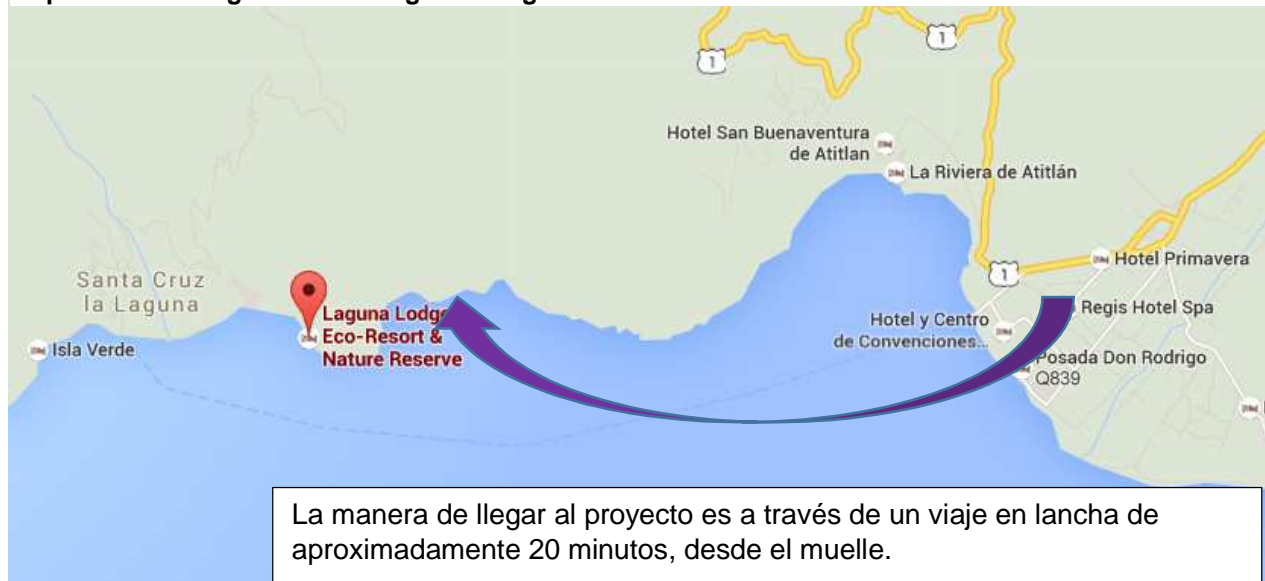 1
1
Hotel San Buenaventura
de Atitlan
La Riviera de Atitlán
Santa Cruz
la Laguna
Laguna Lodge
Eco-Resort &
Nature Reserve
Isla Verde
1
Hotel Primavera
Regis Hotel Spa
Hotel y Centro
de Convenciones...
Posada Don Rodrigo
Q839
La manera de llegar al proyecto es a través de un viaje en lancha de
aproximadamente 20 minutos, desde el muelle.